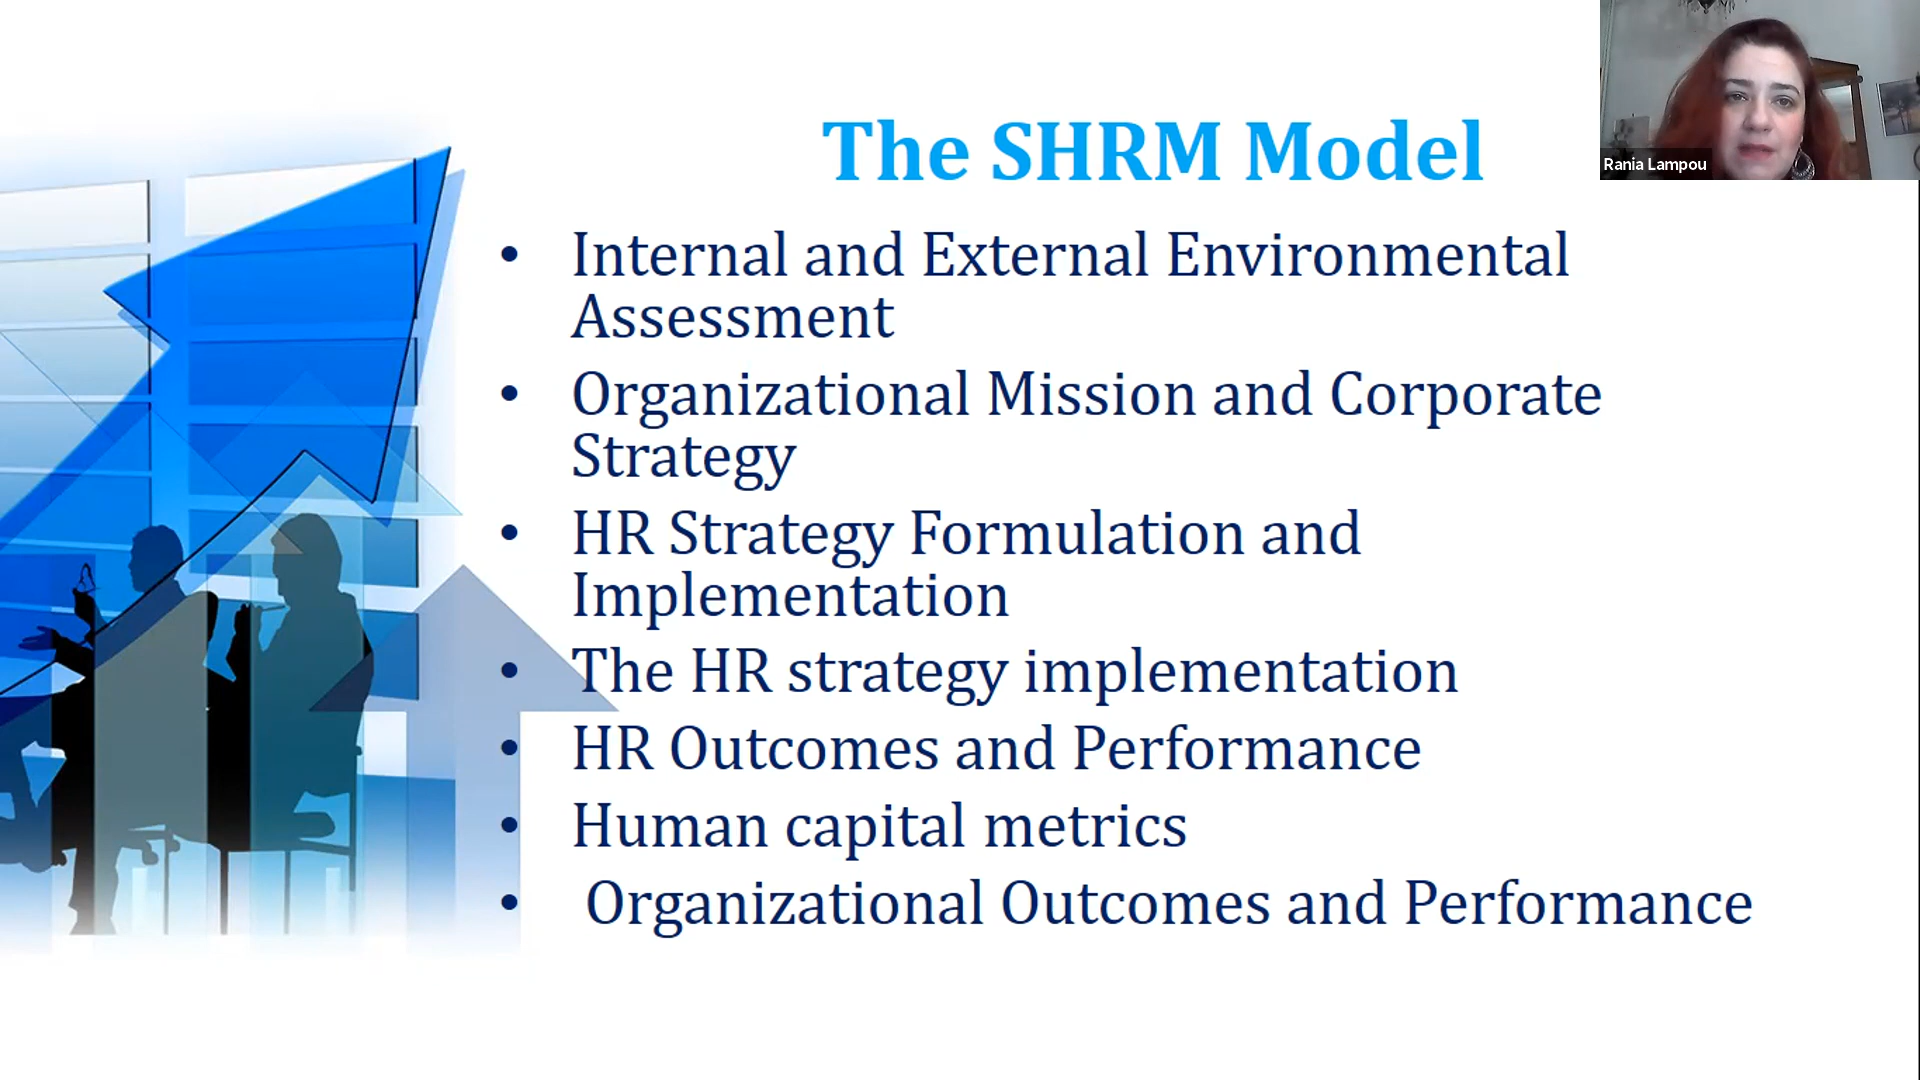 The SHRM Model
Rania Lampou
• Internal and External Environmental
Assessment
• Organizational Mission and Corporate
Strategy
• HR Strategy Formulation and
Implementation
• The HR strategy implementation
• HR Outcomes and Performance
• Human capital metrics
• Organizational Outcomes and Performance